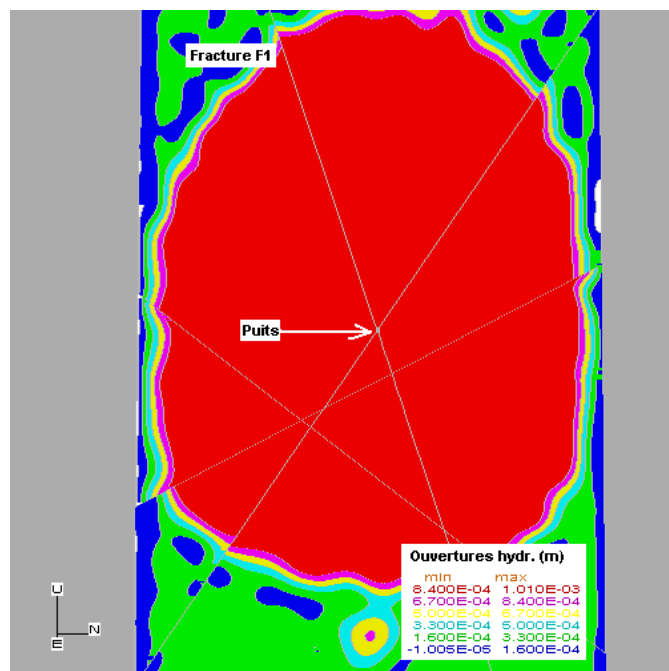 Fracture F1
Puits
Ouvertures hydr. (m)
min max
8.400E-04 1.010E-03
6.700E-04 8.400E-04
5.000E-04 6.700E-04
3.300E-04 5.000E-04
1.600E-04 3.300E-04
-1.005E-05 1.600E-04
U
N
E